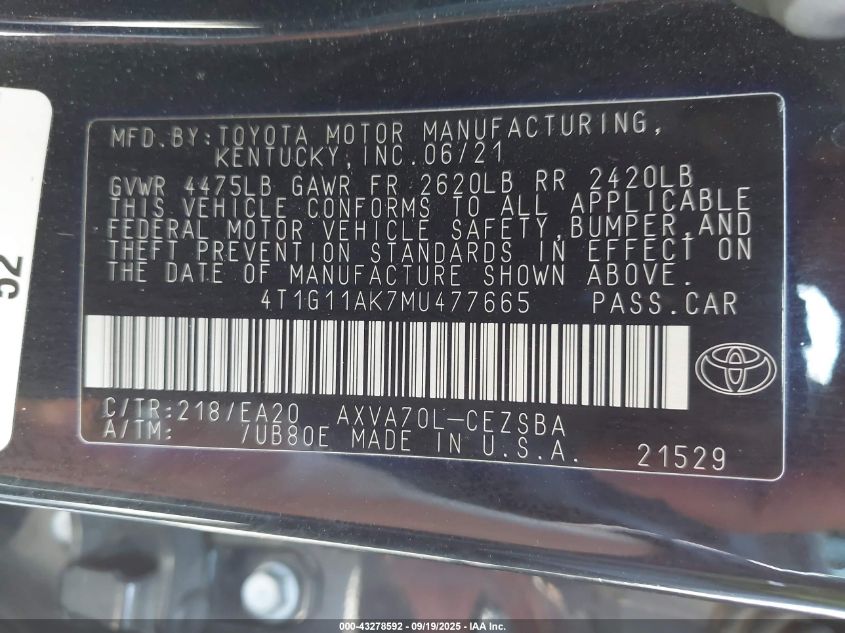 MFD.BY:TOYOTA MOTOR MANUFACTURING,
KENTUCKY,INC.06/21
GVWR 4475LB GAWR FR 2620LB RR 2420LB
THIS VEHICLE CONFORMS TO ALL APPLICABLE
FEDERAL MOTOR VEHICLE SAFETY,BUMPER,AND
THEFT PREVENTION STANDARDS IN EFFECT ON
THE DATE OF MANUFACTURE SHOWN ABOVE.
4T1G11AK7MU477665 PASS.CAR
C/TR:218/EA20 AXVA70L-CEZSBA
A/TM: /UB80E MADE IN U.S.A. 21529
52
000-43278592 - 09/19/2025 - IAA Inc.